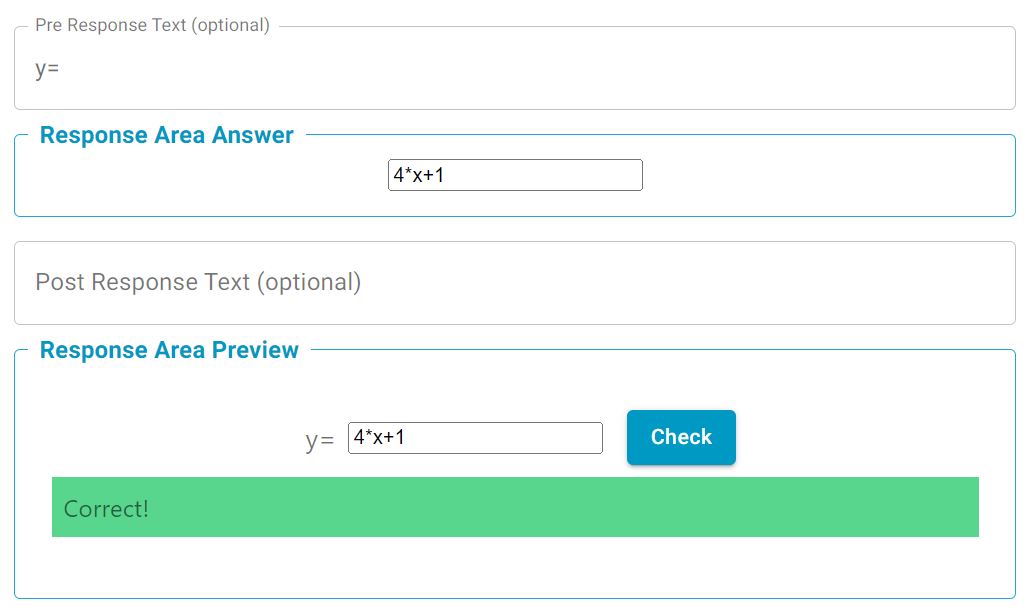 Pre Response Text (optional)
y=
Response Area Answer
4*x+1
Post Response Text (optional)
Response Area Preview
y= 4*x+1 Check
Correct!